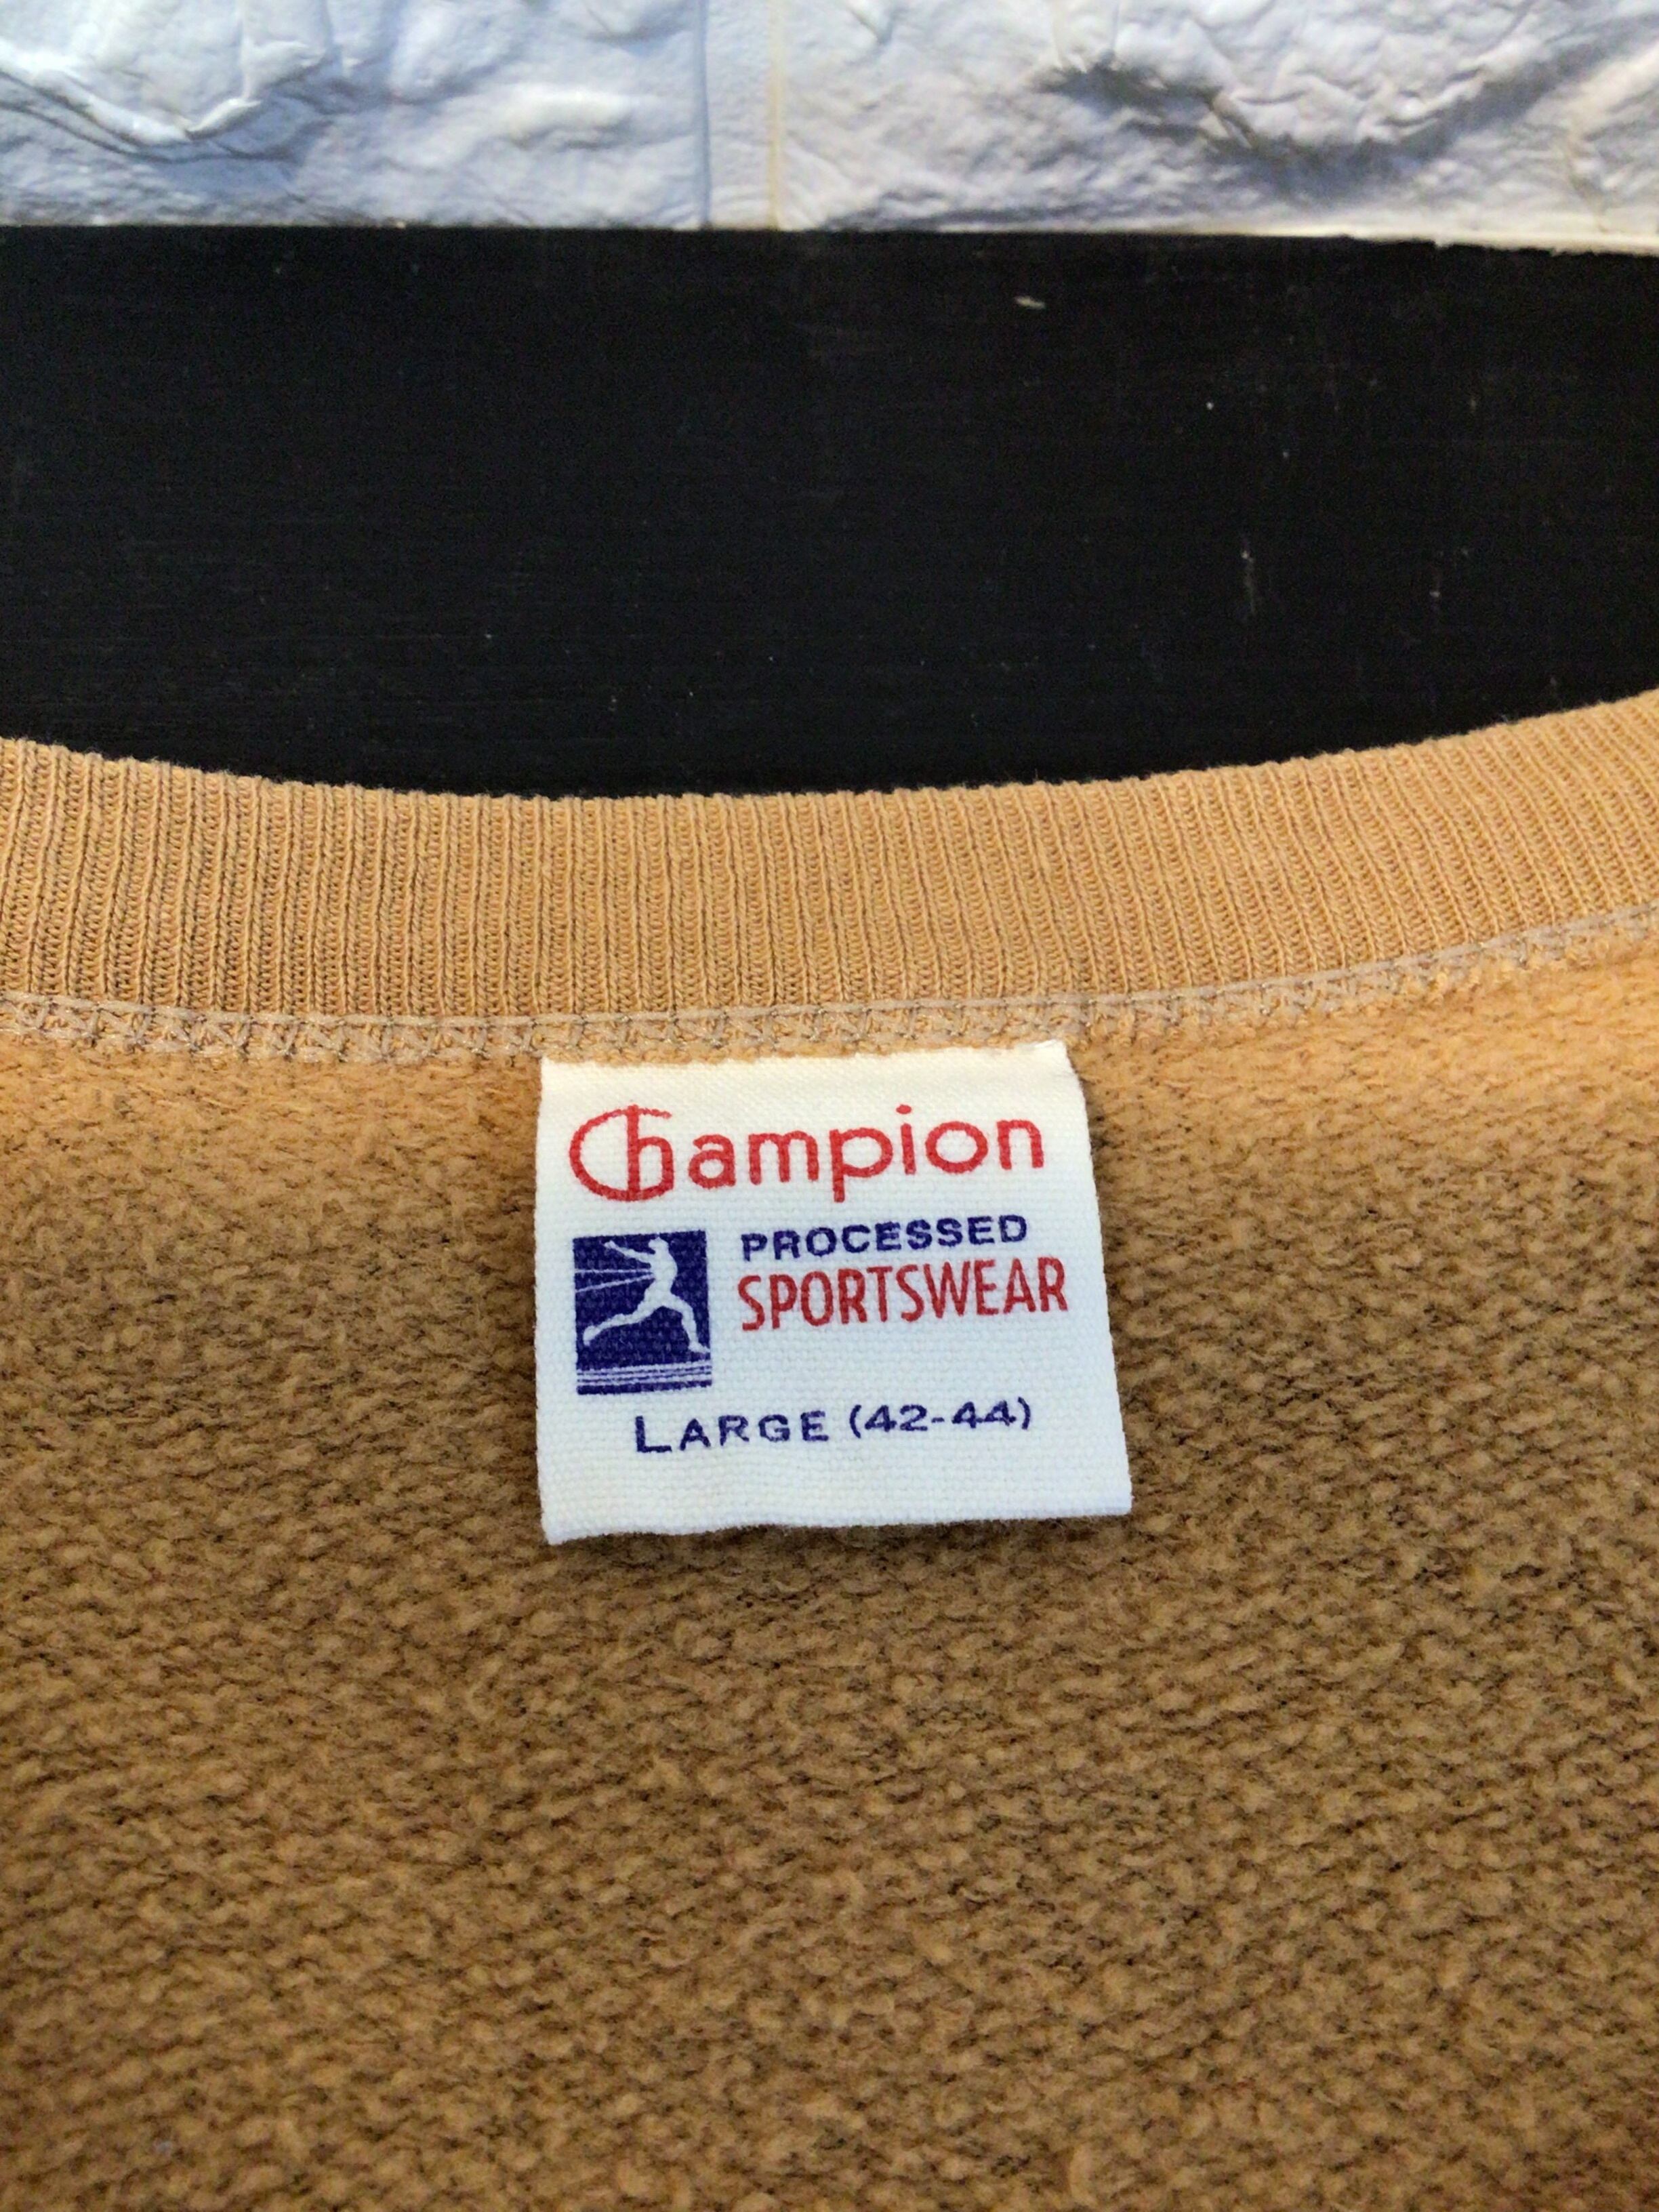 Champion
PROCESSED
SPORTSWEAR
LARGE (42-44)